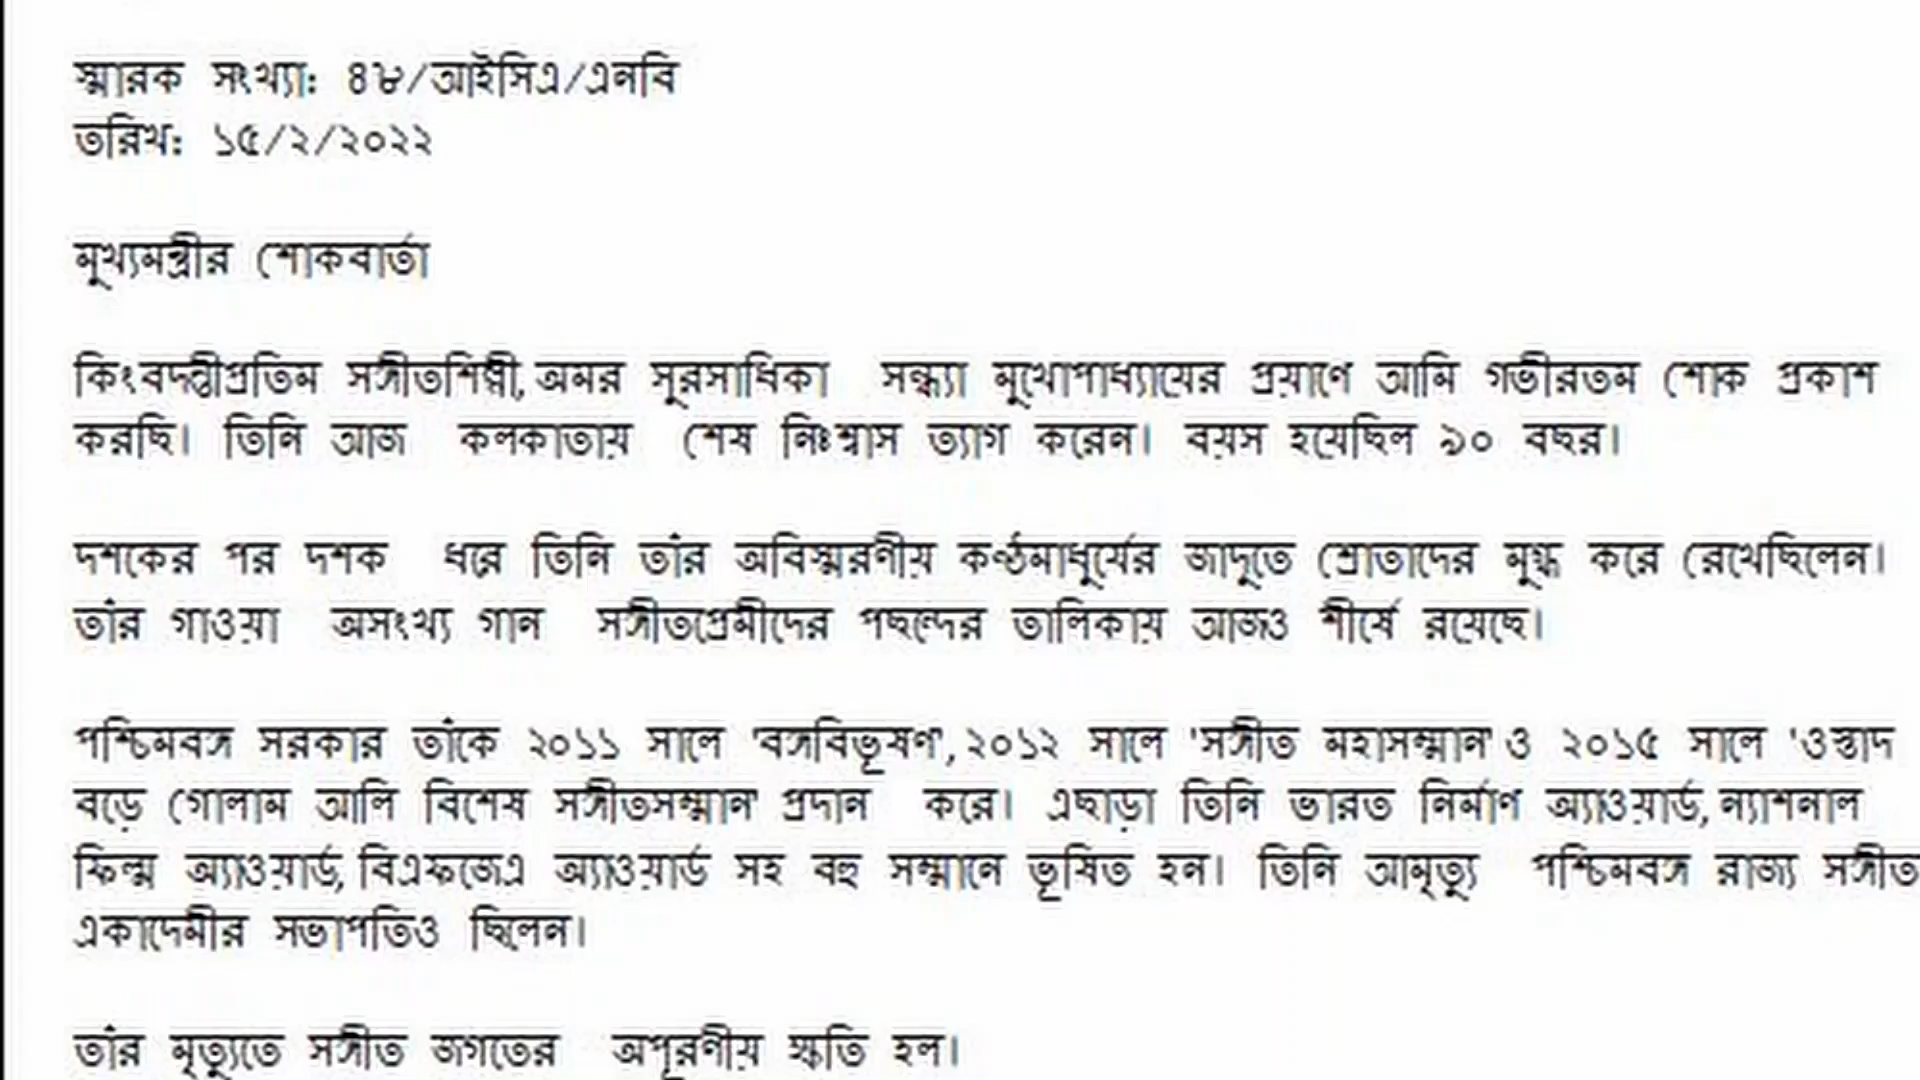 স্মারক সংখ্যা: ৪৮/আইসিএ/এনবি
তরিখ: ১৫/২/২০২২
মুখ্যমন্ত্রীর শোকবার্তা
কিংবদন্তীপ্রতিম সঙ্গীতশিল্পী, অমর সুরসাধিকা সন্ধ্যা মুখোপাধ্যায়ের প্রয়াণে আমি গভীরতম শোক প্রকাশ
করছি। তিনি আজ কলকাতায় শেষ নিঃশ্বাস ত্যাগ করেন। বয়স হয়েছিল ৯০ বছর।
দশকের পর দশক ধরে তিনি তাঁর অবিস্মরণীয় কণ্ঠমাধুর্যের জাদুতে শ্রোতাদের মুগ্ধ করে রেখেছিলেন।
তাঁর গাওয়া অসংখ্য গান সঙ্গীতপ্রেমীদের পছন্দের তালিকায় আজও শীর্ষে রয়েছে।
পশ্চিমবঙ্গ সরকার তাঁকে ২০১১ সালে 'বঙ্গবিভূষণ', ২০১২ সালে 'সঙ্গীত মহাসম্মান' ও ২০১৫ সালে 'ওস্তাদ
বড়ে গোলাম আলি বিশেষ সঙ্গীতসম্মান' প্রদান করে। এছাড়া তিনি ভারত নির্মাণ অ্যাওয়ার্ড, ন্যাশনাল
ফিল্ম অ্যাওয়ার্ড, বিএফজেএ অ্যাওয়ার্ড সহ বহু সম্মানে ভূষিত হন। তিনি আমৃত্যু পশ্চিমবঙ্গ রাজ্য সঙ্গীত
একাদেমীর সভাপতিও ছিলেন।
তাঁর মৃত্যুতে সঙ্গীত জগতের অপূরণীয় ক্ষতি হল।